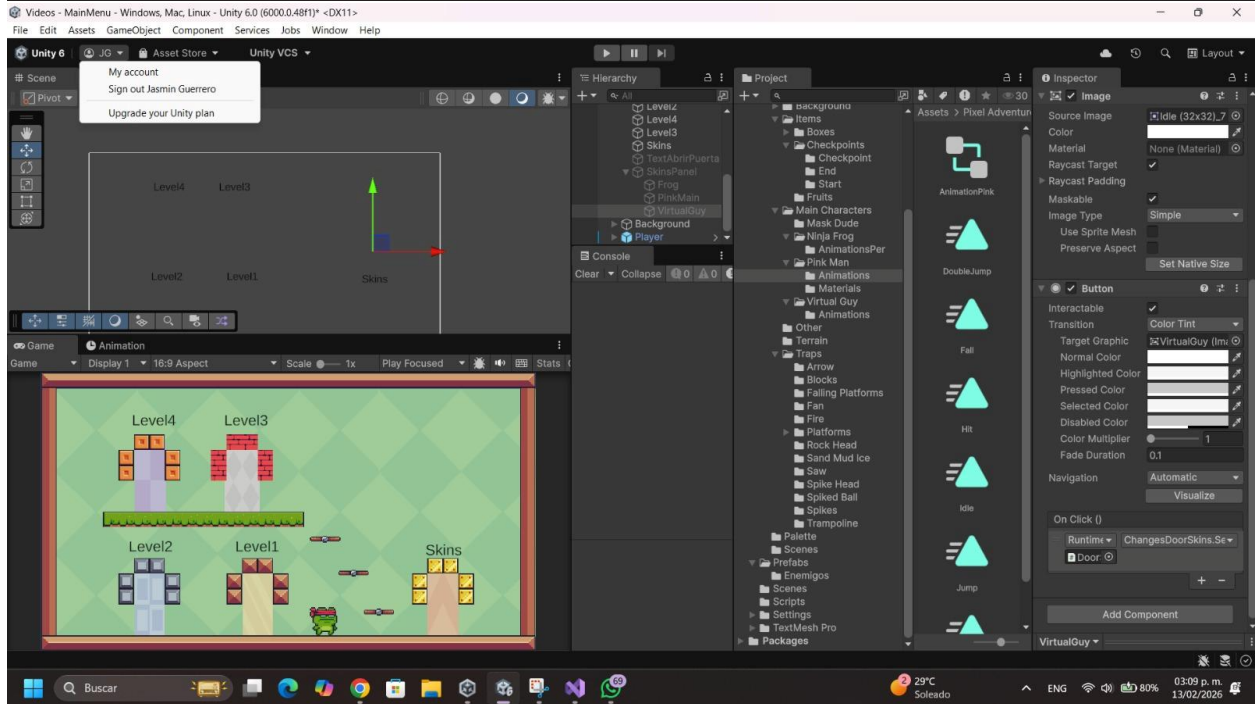 Videos - MainMenu - Windows, Mac, Linux - Unity 6.0 (6000.0.48f1)* <DX11>
File Edit Assets GameObject Component Services Jobs Window Help
Unity 6 JG Asset Store Unity VCS Layout
My account
Sign out Jasmin Guerrero
Upgrade your Unity plan
# Scene
Pivot
Level4 Level3
Level2 Level1 Skins
Game Animation
Game Display 1 16:9 Aspect Scale 1x Play Focused Stats
Level4 Level3
Level2 Level1 Skins
Hierarchy
All
Level2
Level4
Level3
Skins
TextAbrirPuerta
SkinsPanel
Frog
PinkMain
VirtualGuy
Background
Player
Console
Clear Collapse 0 0
Project
30
Background
Items
Boxes
Checkpoints
Checkpoint
End
Start
Fruits
Main Characters
Mask Dude
Ninja Frog
AnimationsPer
Pink Man
Animations
Materials
Virtual Guy
Animations
Other
Terrain
Traps
Arrow
Blocks
Falling Platforms
Fan
Fire
Platforms
Rock Head
Sand Mud Ice
Saw
Spike Head
Spiked Ball
Spikes
Trampoline
Palette
Scenes
Prefabs
Enemigos
Scenes
Scripts
Settings
TextMesh Pro
Packages
Assets > Pixel Adventur
AnimationPink
DoubleJump
Fall
Hit
Idle
Jump
Inspector
Image
Source Image Idle (32x32)_7
Color
Material None (Material)
Raycast Target
Raycast Padding
Maskable
Image Type Simple
Use Sprite Mesh
Preserve Aspect
Set Native Size
Button
Interactable
Transition Color Tint
Target Graphic VirtualGuy (Ima
Normal Color
Highlighted Color
Pressed Color
Selected Color
Disabled Color
Color Multiplier 1
Fade Duration 0.1
Navigation Automatic
Visualize
On Click ()
Runtime ChangesDoorSkins.Se
Door
+ -
Add Component
VirtualGuy
Buscar
69
2
29°C
Soleado
ENG 80% 03:09 p. m.
13/02/2026